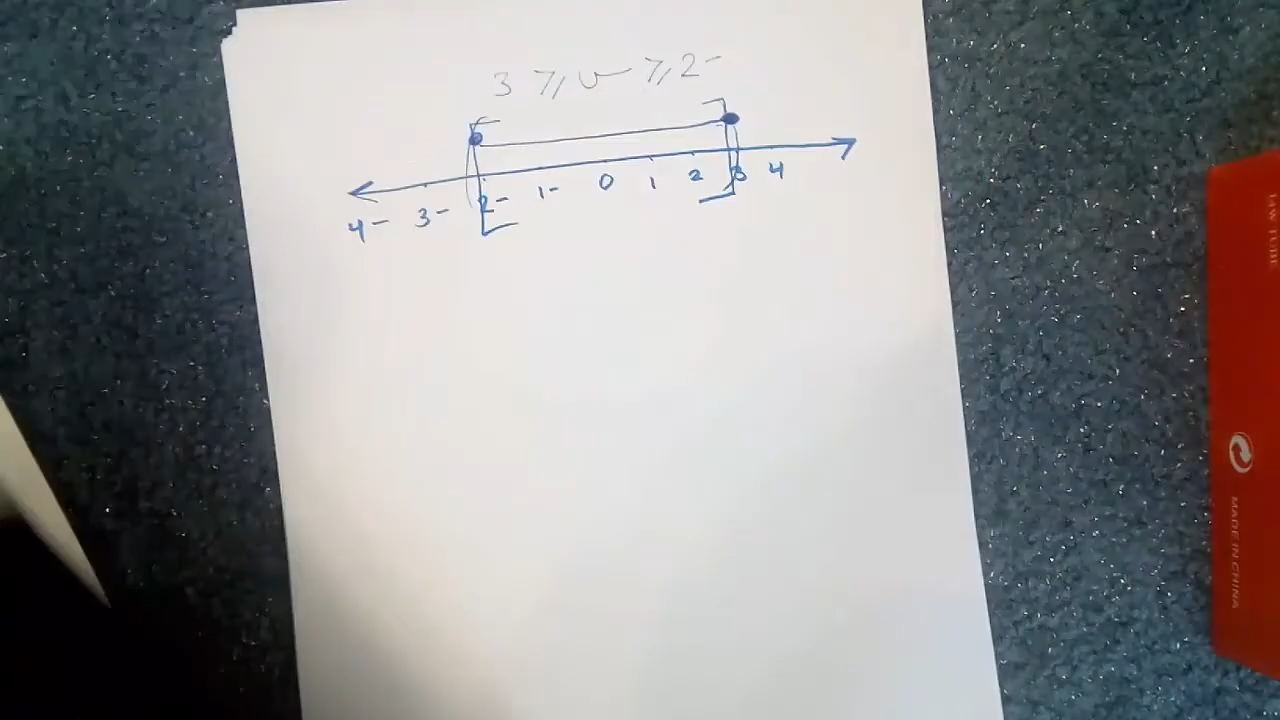 3 ≥ س ≥ 2-
4- 3- 2- 1- 0 1 2 3 4
MADE IN CHINA